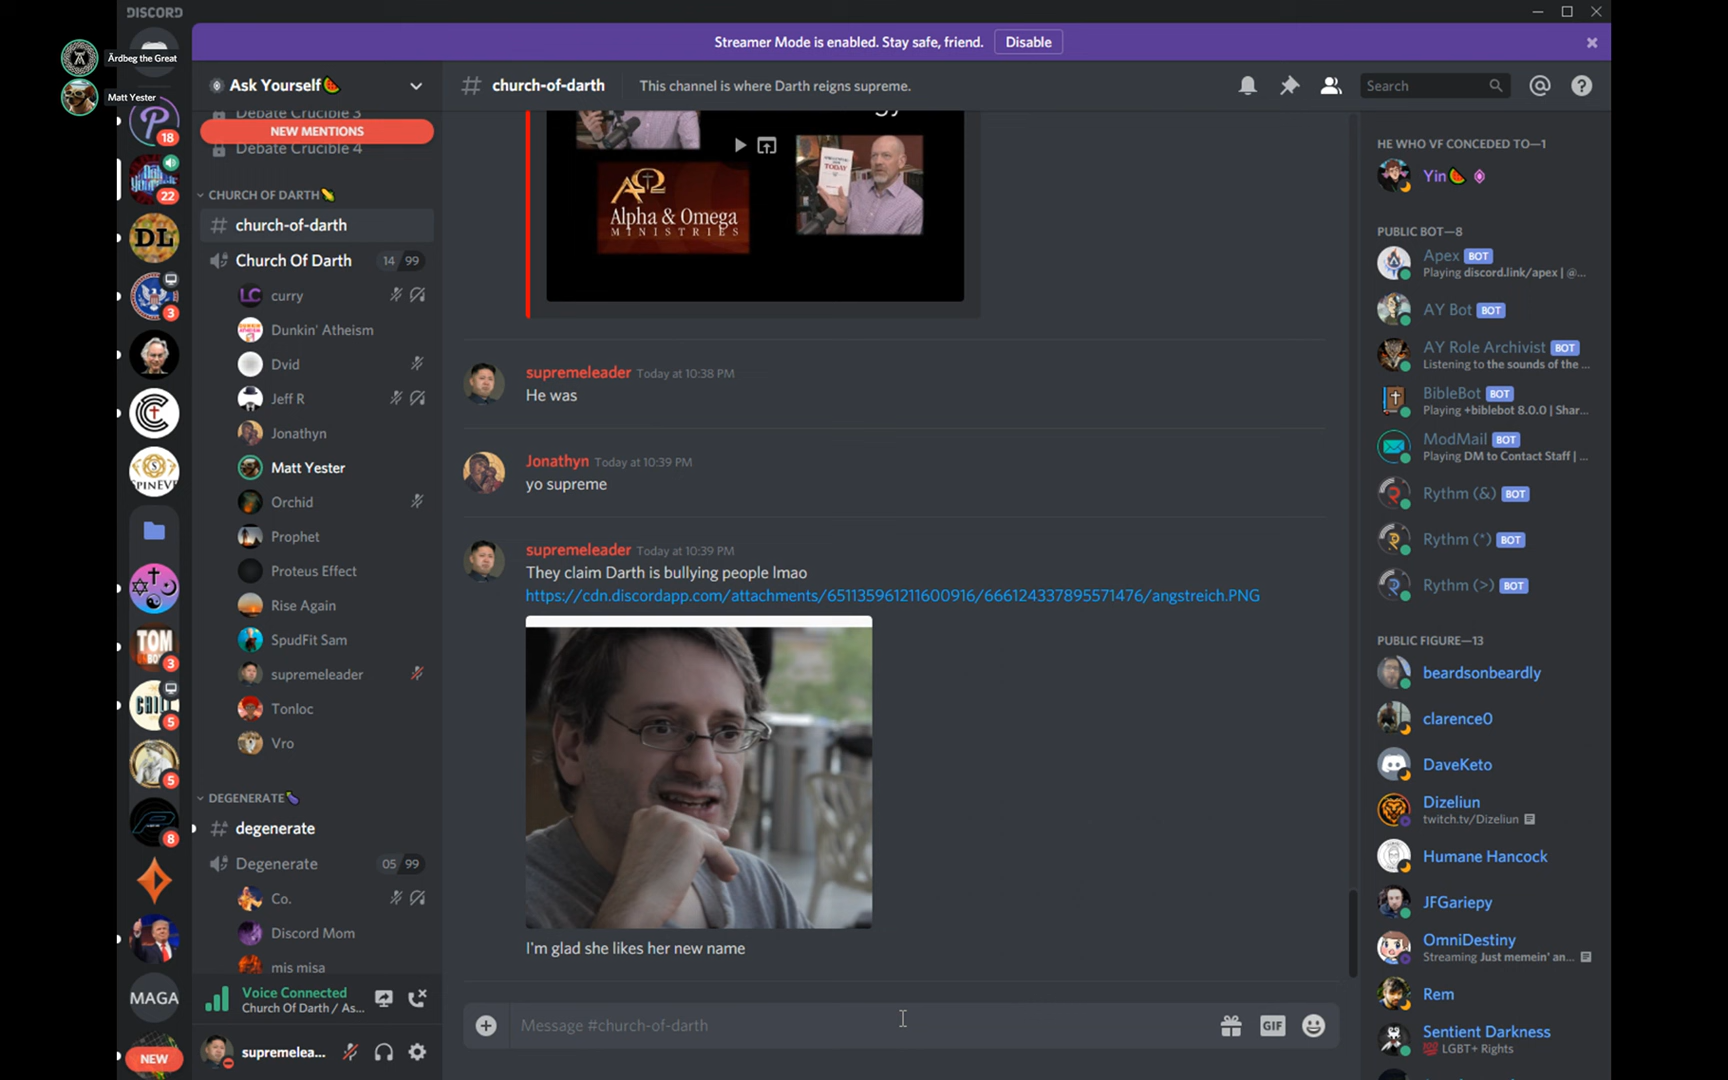 DISCORD
Streamer Mode is enabled. Stay safe, friend.
Disable
Ärdbeg the Great
Matt Yester
Ask Yourself🍉
church-of-darth
This channel is where Darth reigns supreme.
Search
Debate Crucible 3
NEW MENTIONS
Debate Crucible 4
CHURCH OF DARTH🌽
church-of-darth
Church Of Darth
14 99
curry
Dunkin' Atheism
Dvid
Jeff R
Jonathyn
Matt Yester
Orchid
Prophet
Proteus Effect
Rise Again
SpudFit Sam
supremeleader
Tonloc
Vro
DEGENERATE🍆
degenerate
Degenerate
05 99
Co.
Discord Mom
mis misa
Voice Connected
Church Of Darth / As...
supremelea...
18
22
DL
3
SPINEV
TOM
3
CHILI
5
5
8
MAGA
NEW
Alpha & Omega
MINISTRIES
TODAY
supremeleader Today at 10:38 PM
He was
Jonathyn Today at 10:39 PM
yo supreme
supremeleader Today at 10:39 PM
They claim Darth is bullying people lmao
https://cdn.discordapp.com/attachments/651135961211600916/666124337895571476/angstreich.PNG
I'm glad she likes her new name
Message #church-of-darth
GIF
HE WHO VF CONCEDED TO—1
Yin🍉
PUBLIC BOT—8
Apex BOT
Playing discord.link/apex | @...
AY Bot BOT
AY Role Archivist BOT
Listening to the sounds of the ...
BibleBot BOT
Playing +biblebot 8.0.0 | Shar...
ModMail BOT
Playing DM to Contact Staff | ...
Rythm (&) BOT
Rythm (*) BOT
Rythm (>) BOT
PUBLIC FIGURE—13
beardsonbeardly
clarence0
DaveKeto
Dizeliun
twitch.tv/Dizeliun
Humane Hancock
JFGariepy
OmniDestiny
Streaming Just memein' an...
Rem
Sentient Darkness
💯 LGBT+ Rights